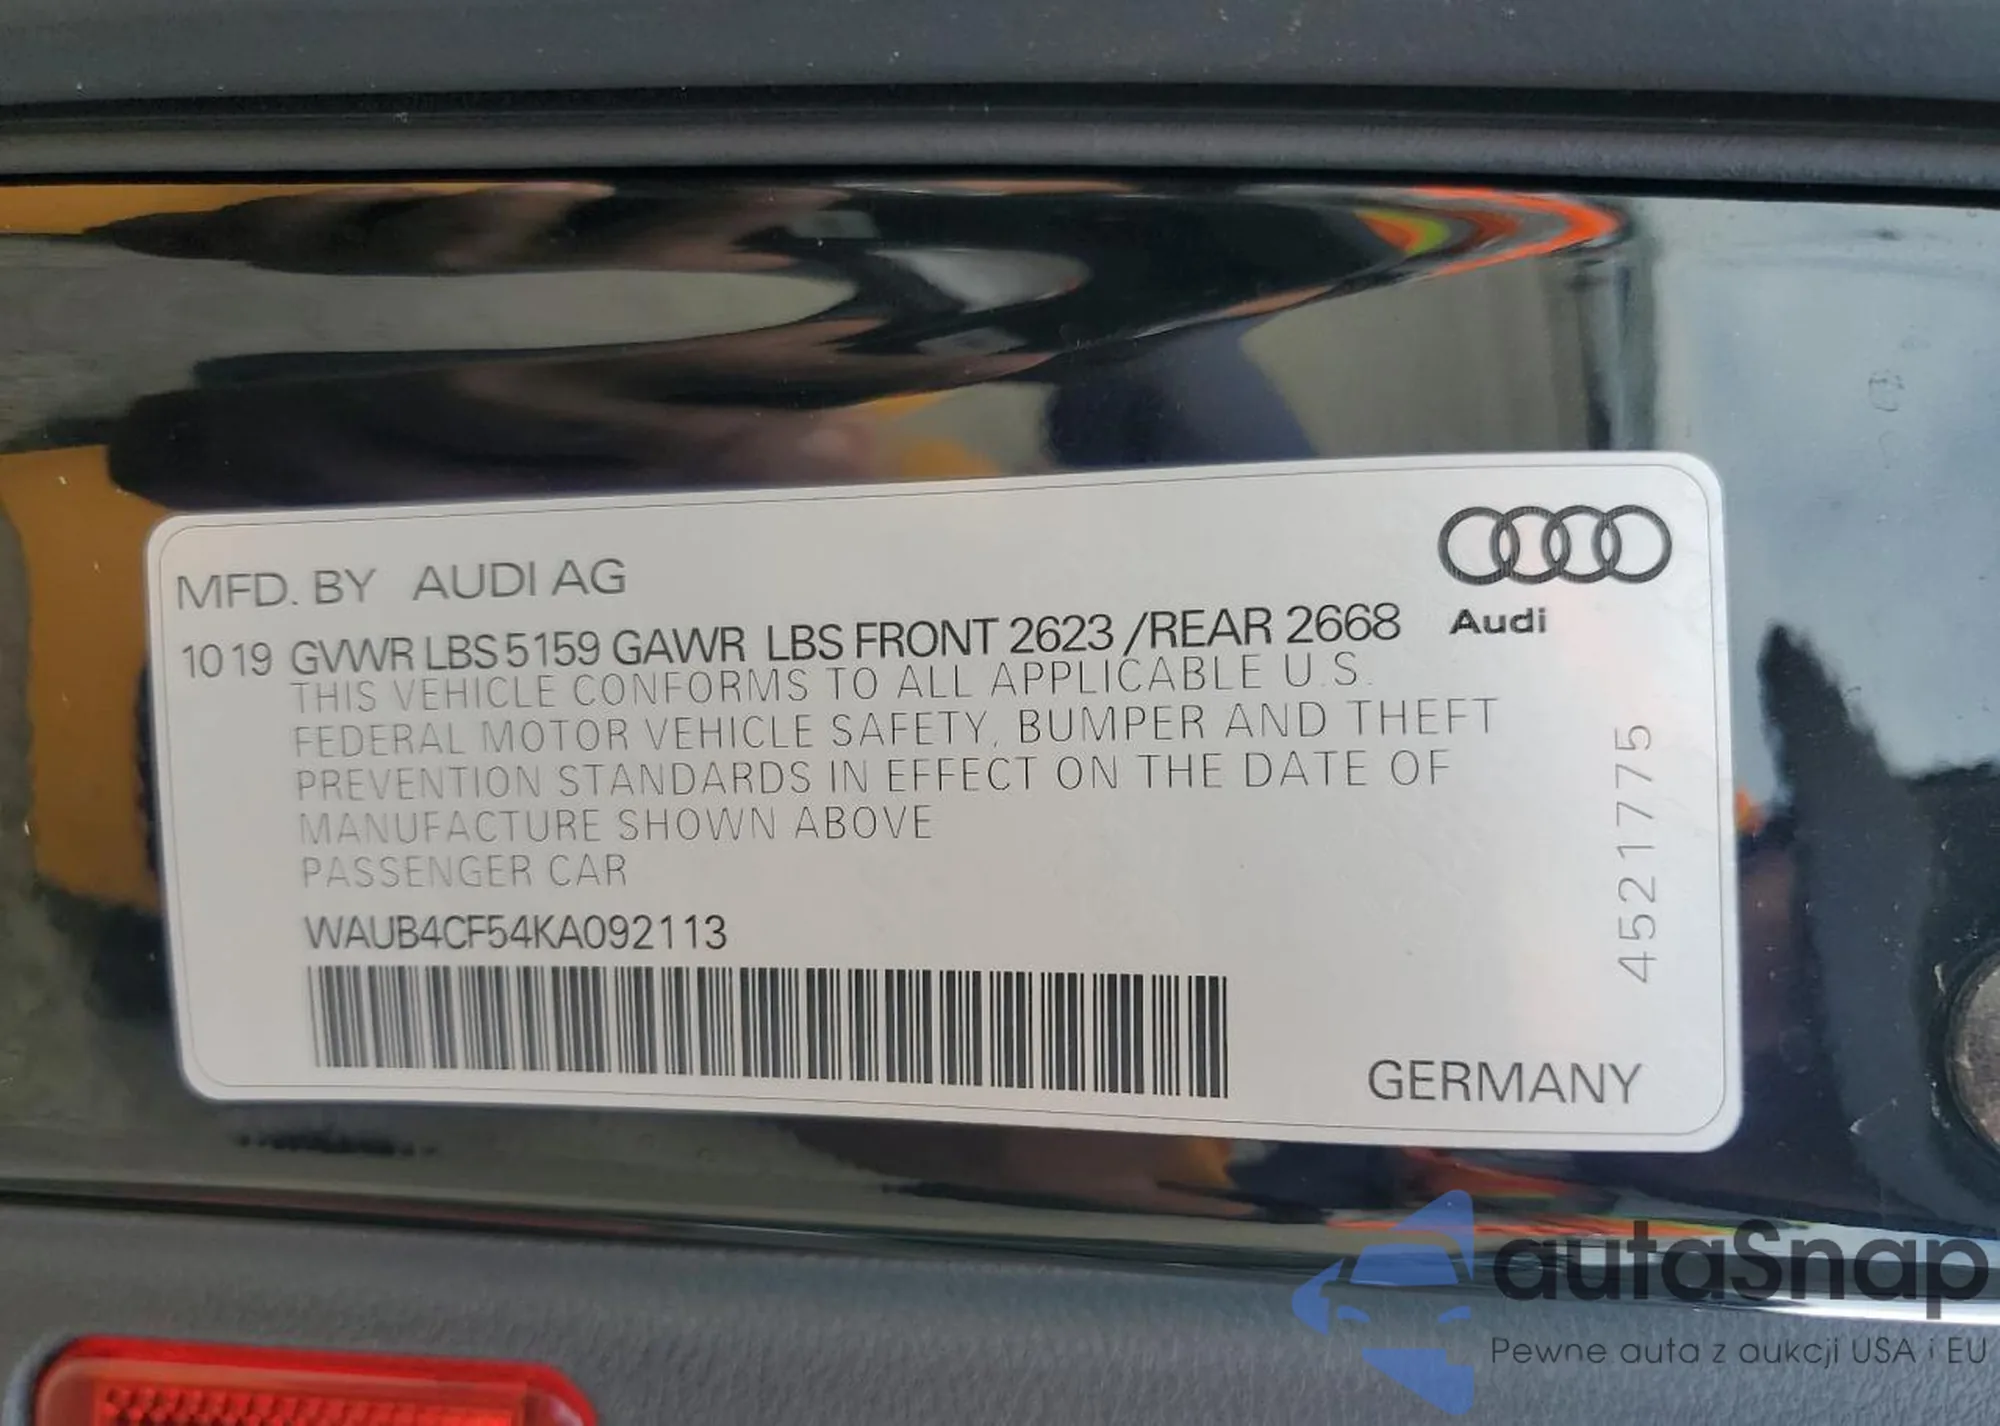 MFD. BY AUDI AG
Audi
1019 GVWR LBS 5159 GAWR LBS FRONT 2623 /REAR 2668
THIS VEHICLE CONFORMS TO ALL APPLICABLE U.S.
FEDERAL MOTOR VEHICLE SAFETY, BUMPER AND THEFT
PREVENTION STANDARDS IN EFFECT ON THE DATE OF
MANUFACTURE SHOWN ABOVE
PASSENGER CAR
WAUB4CF54KA092113
4521775
GERMANY
autaSnap
Pewne auta z aukcji USA i EU